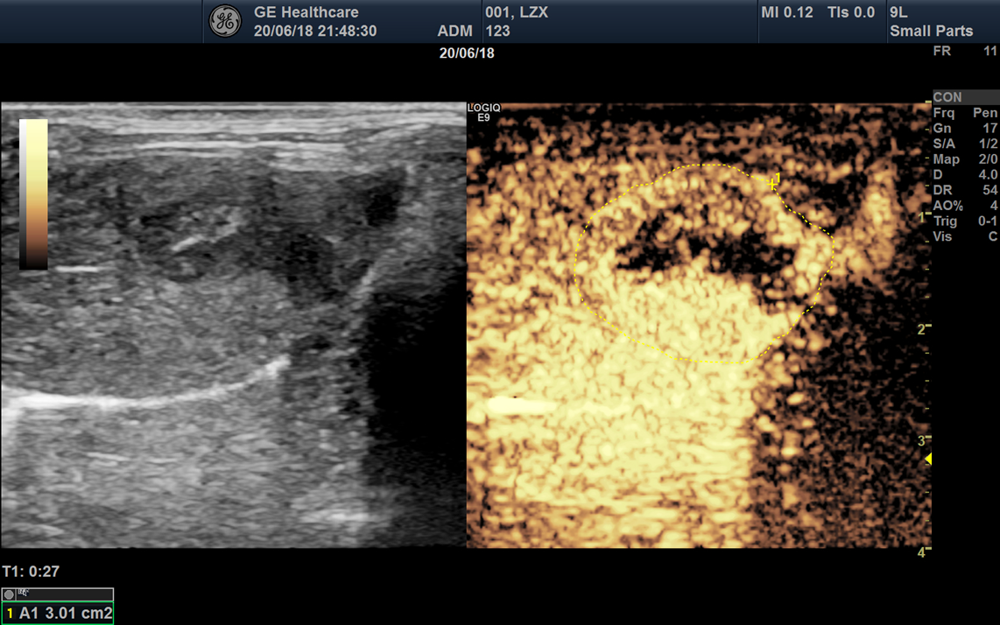 GE Healthcare
20/06/18 21:48:30 ADM
001, LZX
123
MI 0.12 TIs 0.0
9L
Small Parts
20/06/18
FR 11
LOGIQ
E9
CON
Frq Pen
Gn 17
S/A 1/2
Map 2/0
D 4.0
DR 54
AO% 4
Trig 0-1
Vis C
1
1
2
3
4
T1: 0:27
1 A1 3.01 cm2